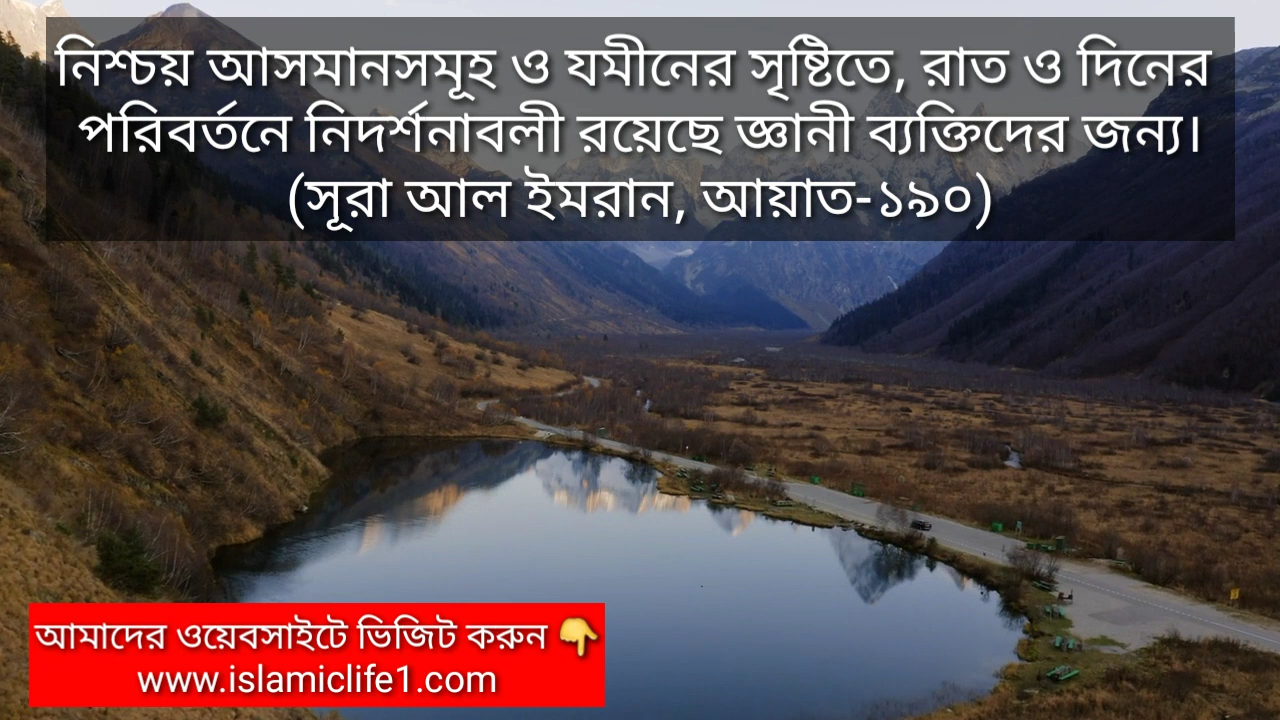 নিশ্চয় আসমানসমূহ ও যমীনের সৃষ্টিতে, রাত ও দিনের
পরিবর্তনে নিদর্শনাবলী রয়েছে জ্ঞানী ব্যক্তিদের জন্য।
(সূরা আল ইমরান, আয়াত-১৯০)
আমাদের ওয়েবসাইটে ভিজিট করুন 👇
www.islamiclife1.com